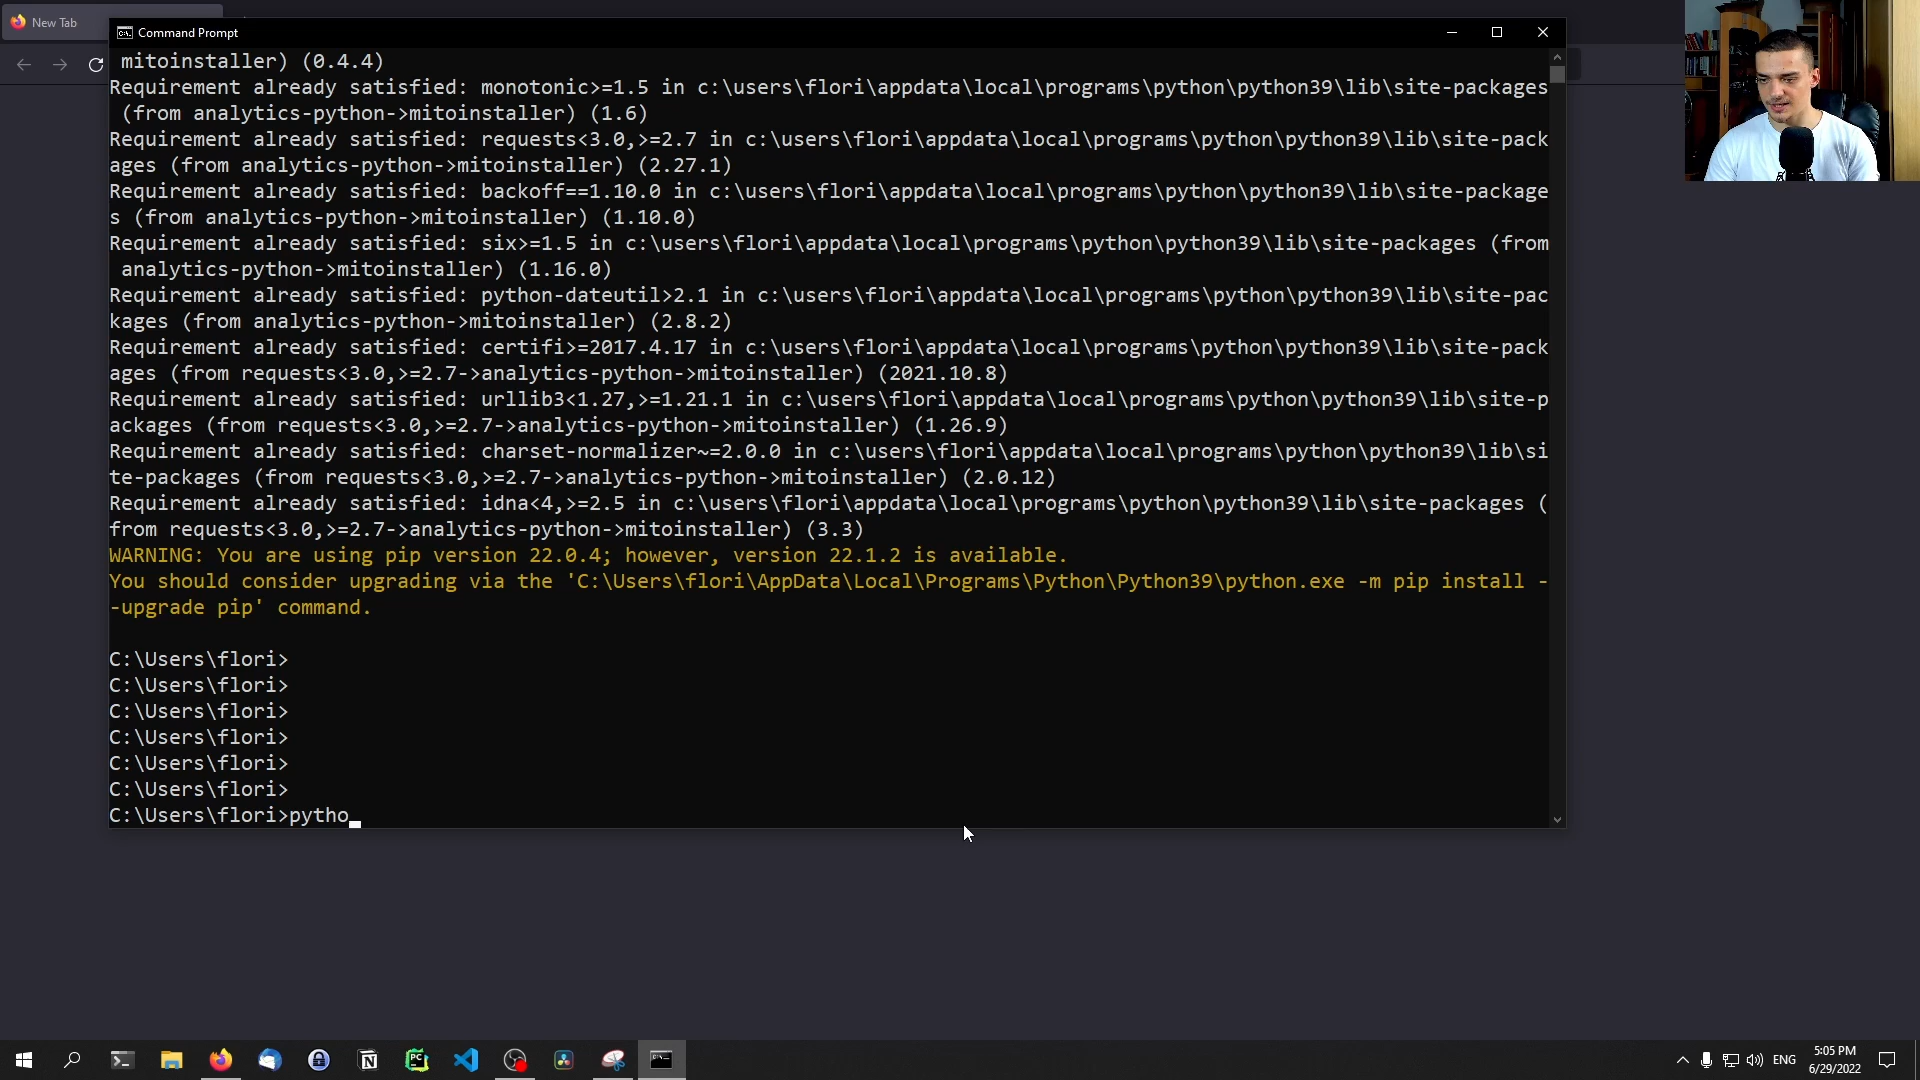 New Tab
Command Prompt
mitoinstaller) (0.4.4)
Requirement already satisfied: monotonic>=1.5 in c:\users\flori\appdata\local\programs\python\python39\lib\site-packages
(from analytics-python->mitoinstaller) (1.6)
Requirement already satisfied: requests<3.0,>=2.7 in c:\users\flori\appdata\local\programs\python\python39\lib\site-pack
ages (from analytics-python->mitoinstaller) (2.27.1)
Requirement already satisfied: backoff==1.10.0 in c:\users\flori\appdata\local\programs\python\python39\lib\site-package
s (from analytics-python->mitoinstaller) (1.10.0)
Requirement already satisfied: six>=1.5 in c:\users\flori\appdata\local\programs\python\python39\lib\site-packages (from
analytics-python->mitoinstaller) (1.16.0)
Requirement already satisfied: python-dateutil>2.1 in c:\users\flori\appdata\local\programs\python\python39\lib\site-pac
kages (from analytics-python->mitoinstaller) (2.8.2)
Requirement already satisfied: certifi>=2017.4.17 in c:\users\flori\appdata\local\programs\python\python39\lib\site-pack
ages (from requests<3.0,>=2.7->analytics-python->mitoinstaller) (2021.10.8)
Requirement already satisfied: urllib3<1.27,>=1.21.1 in c:\users\flori\appdata\local\programs\python\python39\lib\site-p
ackages (from requests<3.0,>=2.7->analytics-python->mitoinstaller) (1.26.9)
Requirement already satisfied: charset-normalizer~=2.0.0 in c:\users\flori\appdata\local\programs\python\python39\lib\si
te-packages (from requests<3.0,>=2.7->analytics-python->mitoinstaller) (2.0.12)
Requirement already satisfied: idna<4,>=2.5 in c:\users\flori\appdata\local\programs\python\python39\lib\site-packages (
from requests<3.0,>=2.7->analytics-python->mitoinstaller) (3.3)
WARNING: You are using pip version 22.0.4; however, version 22.1.2 is available.
You should consider upgrading via the 'C:\Users\flori\AppData\Local\Programs\Python\Python39\python.exe -m pip install -
-upgrade pip' command.
C:\Users\flori>
C:\Users\flori>
C:\Users\flori>
C:\Users\flori>
C:\Users\flori>
C:\Users\flori>
C:\Users\flori>pytho
ENG
5:05 PM
6/29/2022